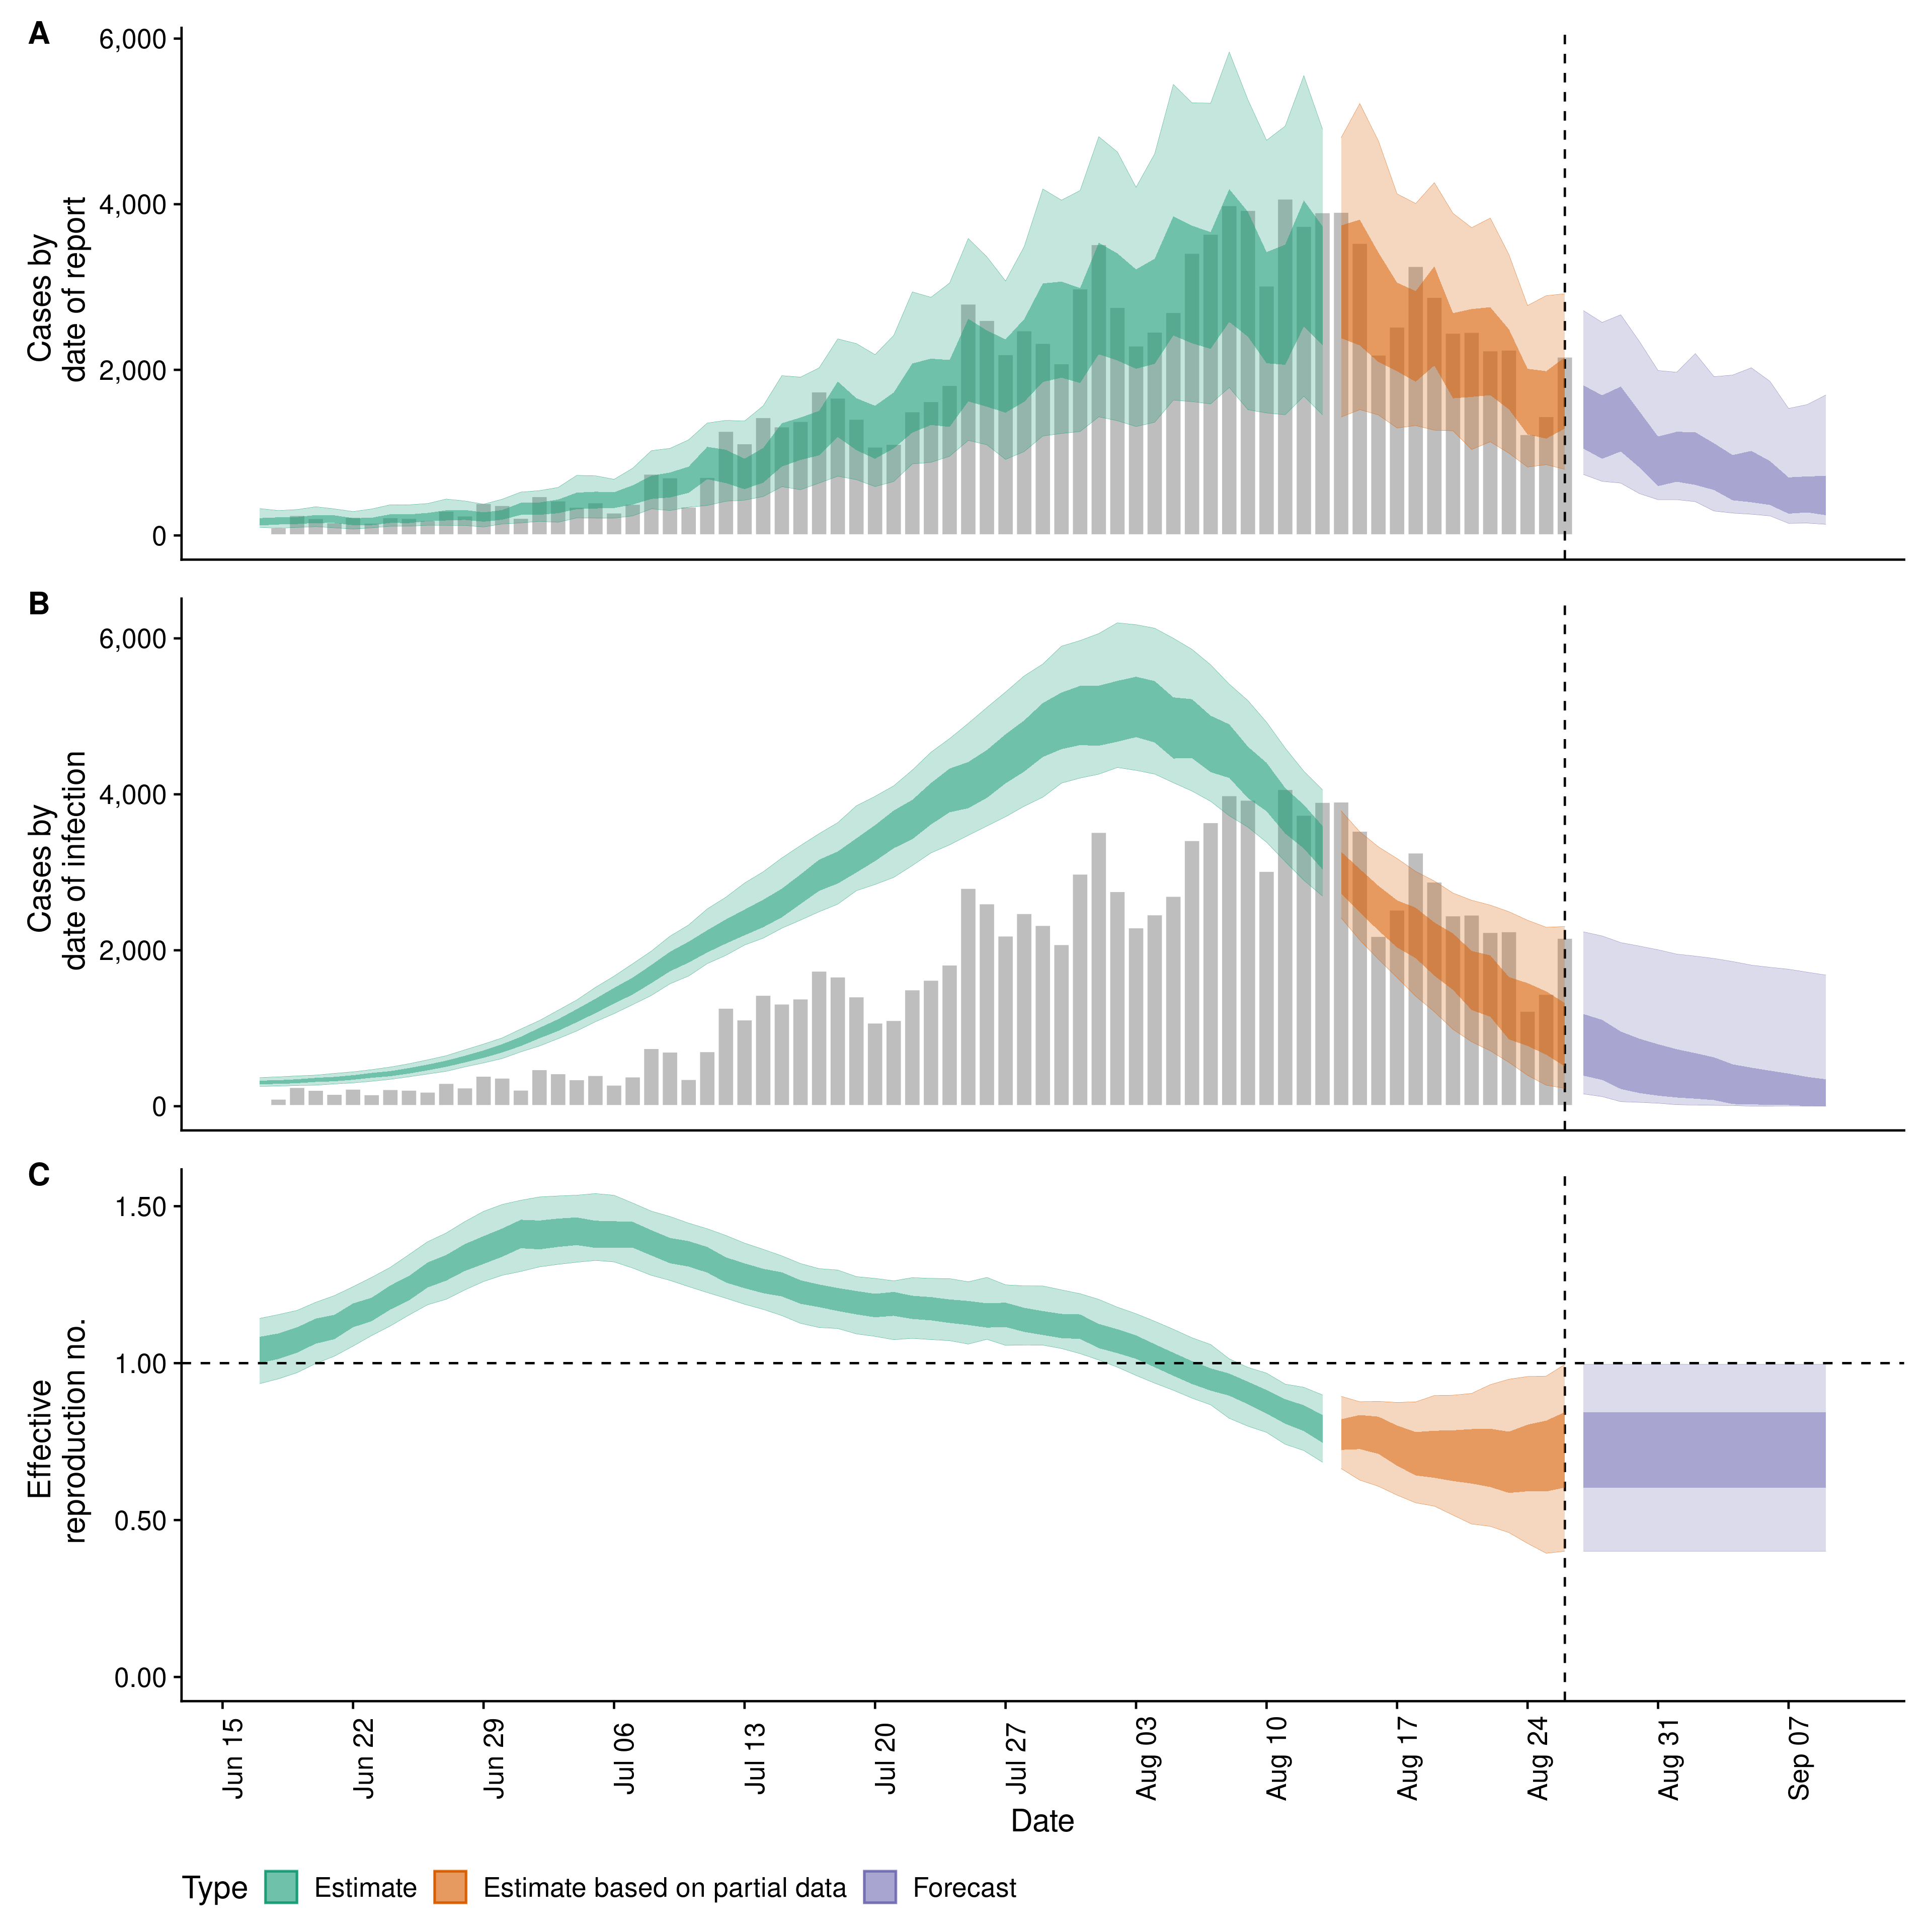 A
6,000
4,000
2,000
0
Cases by
date of report
B
6,000
4,000
2,000
0
Cases by
date of infection
C
1.50
1.00
0.50
0.00
Effective
reproduction no.
Jun 15
Jun 22
Jun 29
Jul 06
Jul 13
Jul 20
Jul 27
Aug 03
Aug 10
Aug 17
Aug 24
Aug 31
Sep 07
Date
Type Estimate Estimate based on partial data Forecast